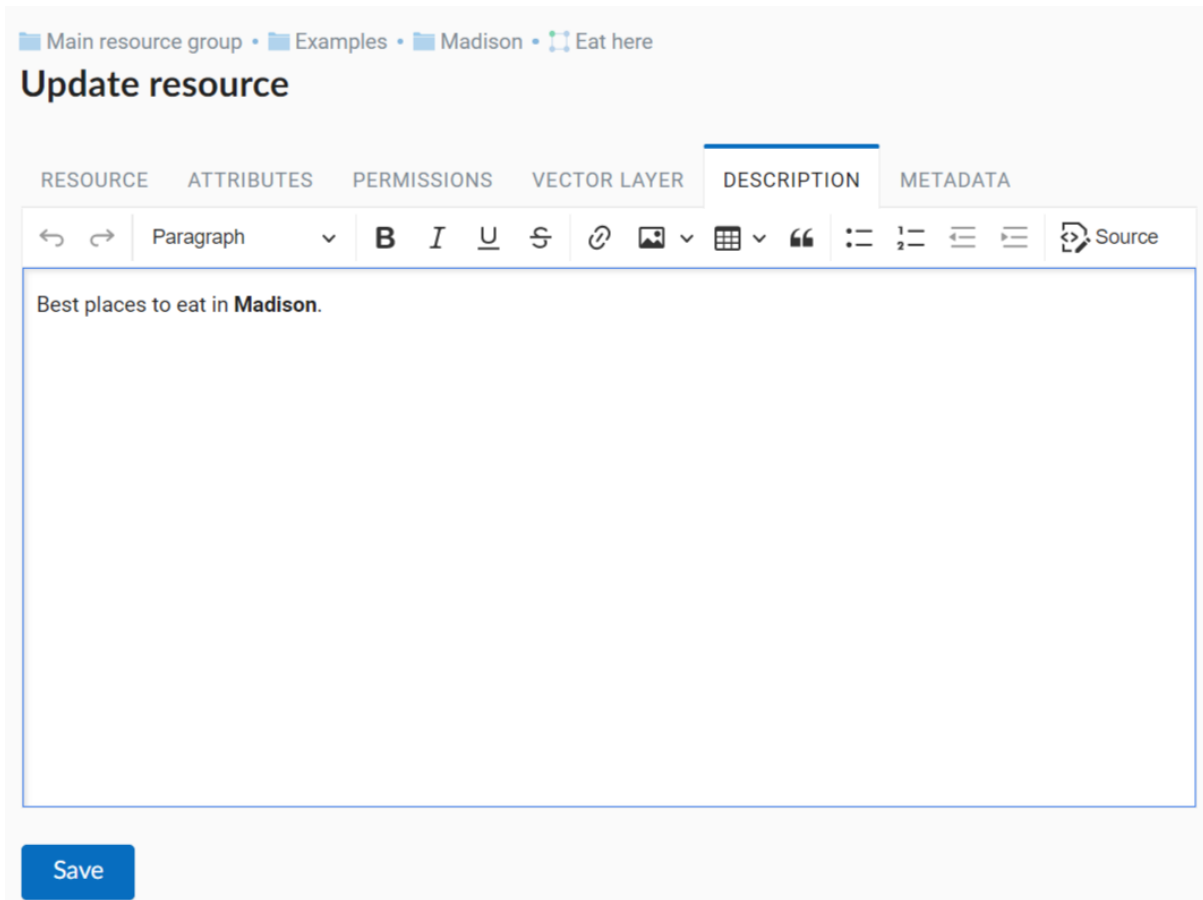 Main resource group • Examples • Madison • Eat here
Update resource
RESOURCE ATTRIBUTES PERMISSIONS VECTOR LAYER DESCRIPTION METADATA
Paragraph B I U S Source
Best places to eat in Madison.
Save